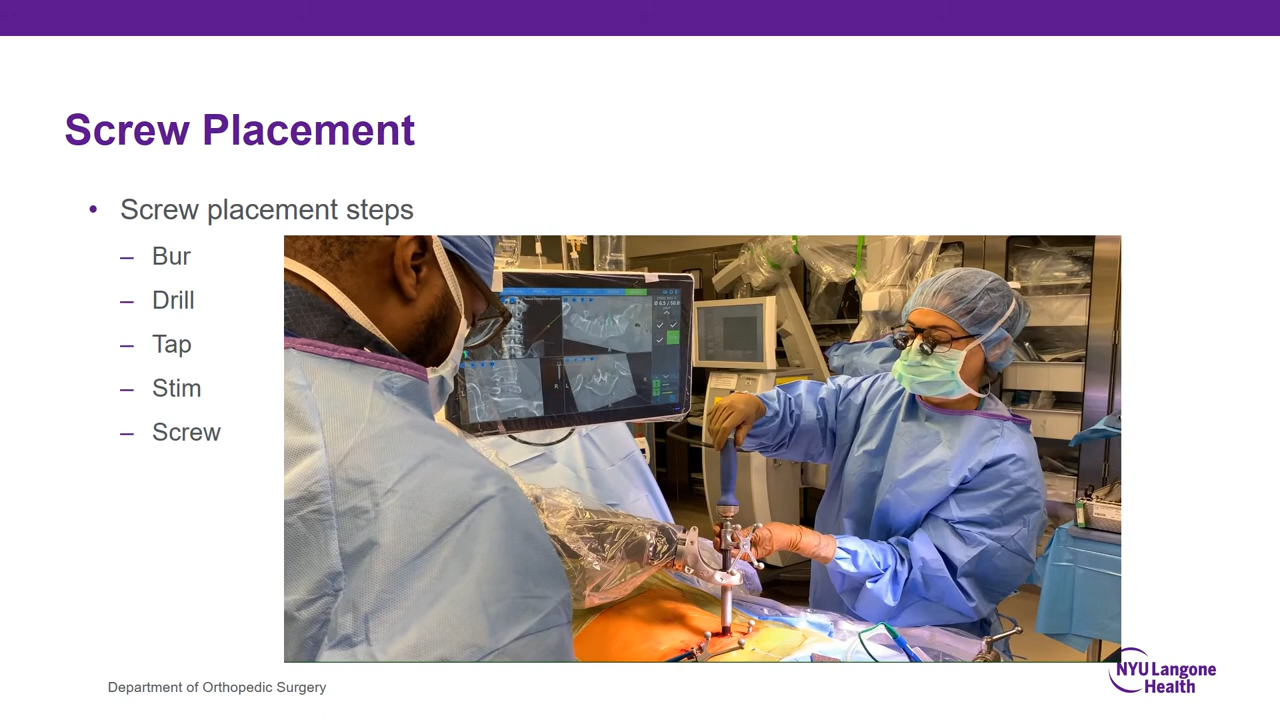 Screw Placement
• Screw placement steps
– Bur
– Drill
– Tap
– Stim
– Screw
R L
Department of Orthopedic Surgery
NYU Langone
Health